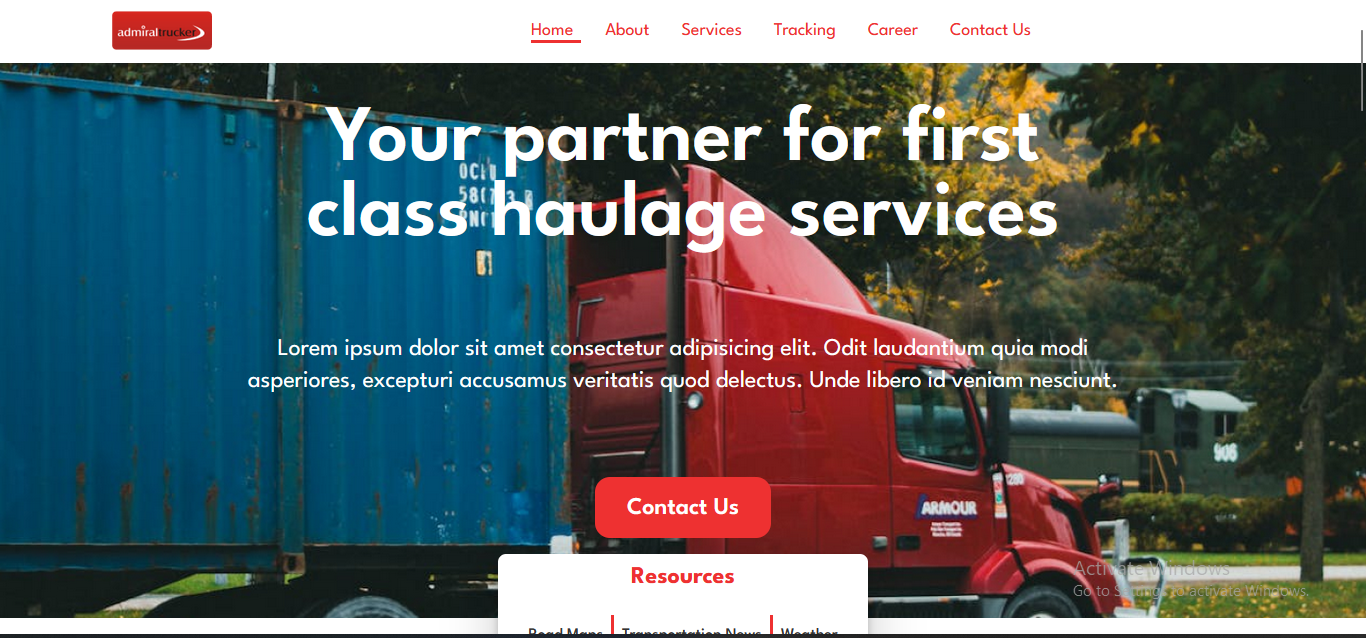 admiraltrucker
Home About Services Tracking Career Contact Us
Your partner for first
class haulage services
Lorem ipsum dolor sit amet consectetur adipisicing elit. Odit laudantium quia modi
asperiores, excepturi accusamus veritatis quod delectus. Unde libero id veniam nesciunt.
906
1280
ARMOUR
Contact Us
Activate Windows
Go to Settings to activate Windows.
Resources
Road Maps Transportation News Weather